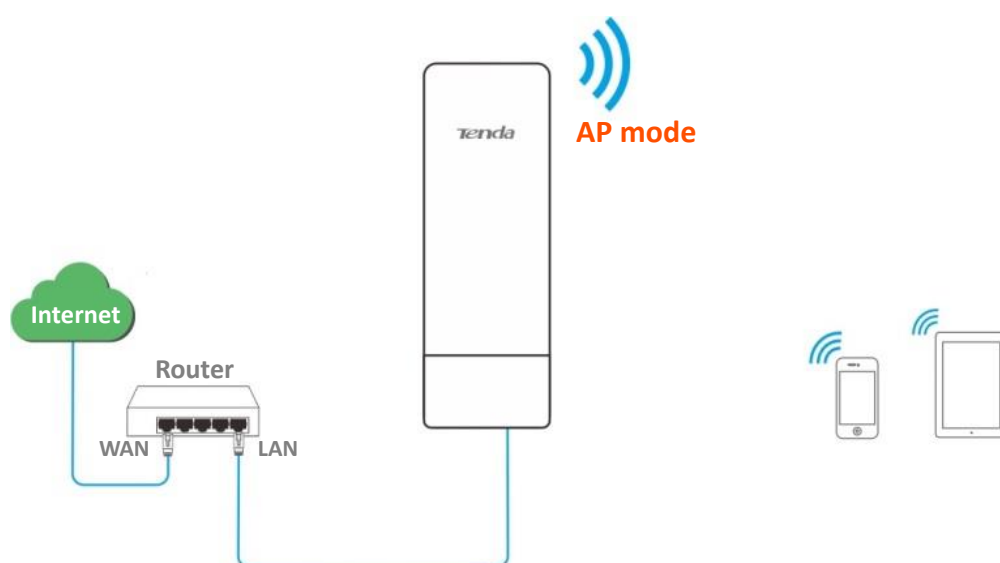 Tenda
AP mode
Internet
Router
WAN
LAN